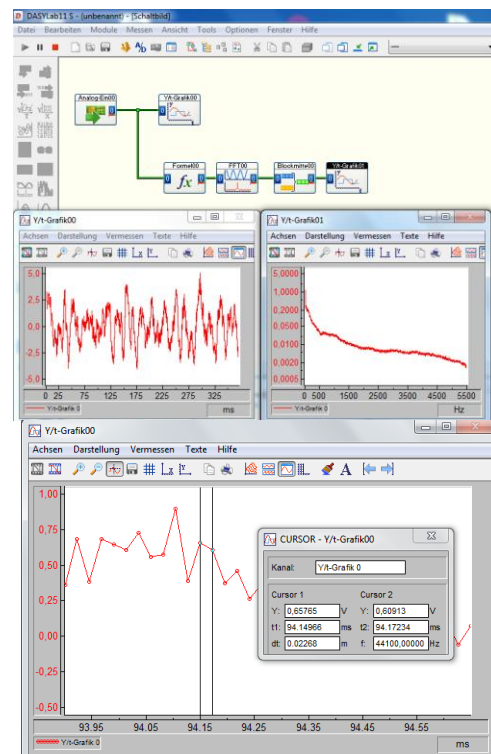 DASYLab11 S - (unbenannt) - [Schaltbild]
Datei Bearbeiten Module Messen Ansicht Tools Optionen Fenster Hilfe
Analog-Ein00 Y/t-Grafik00
Formel00 FFT00 Blockmitte00 Y/t-Grafik01
Y/t-Grafik00
Achsen Darstellung Vermessen Texte Hilfe
5,0
2,5
0,0
-2,5
-5,0
0 25 75 125 175 225 275 325
Y/t-Grafik 0 ms
Y/t-Grafik01
Achsen Darstellung Vermessen Texte Hilfe
5,0000
1,0000
0,2000
0,0500
0,0100
0,0020
0,0005
0 500 1500 2500 3500 4500 5500
Y/t-Grafik 0 Hz
Y/t-Grafik00
Achsen Darstellung Vermessen Texte Hilfe
1,00
0,75
0,50
0,25
0,00
-0,25
-0,50
93.95 94.05 94.15 94.25 94.35 94.45 94.55
Y/t-Grafik 0 ms
CURSOR - Y/t-Grafik00
Kanal: Y/t-Grafik 0
Cursor 1 Cursor 2
Y: 0,65765 V Y: 0,60913 V
t1: 94.14966 ms t2: 94.17234 ms
dt: 0.02268 m f: 44100,00000 Hz